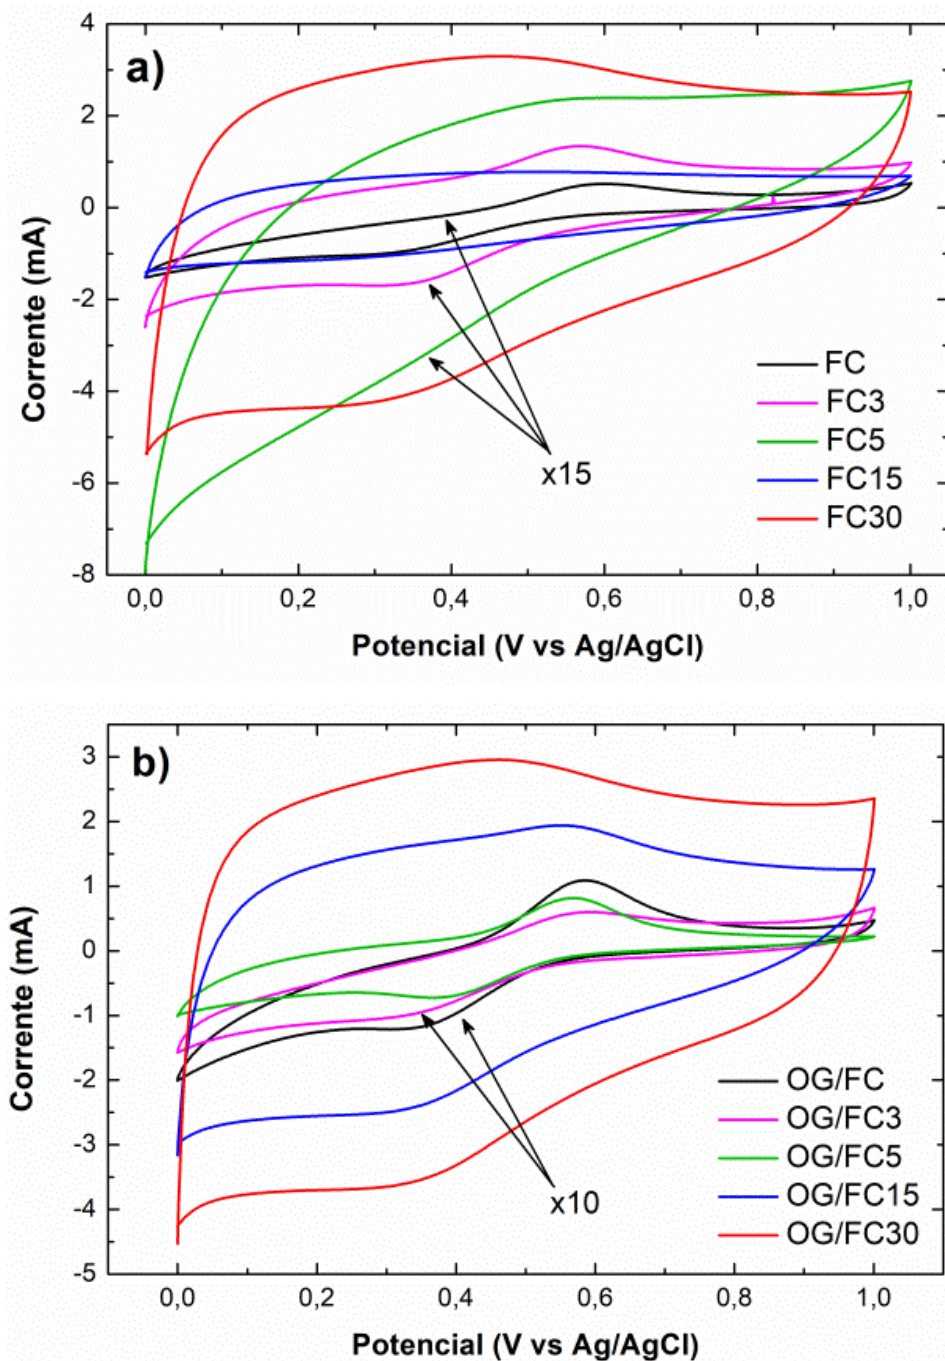 a)
Corrente (mA)
4
2
0
-2
-4
-6
-8
x15
FC
FC3
FC5
FC15
FC30
0,0 0,2 0,4 0,6 0,8 1,0
Potencial (V vs Ag/AgCl)
b)
Corrente (mA)
3
2
1
0
-1
-2
-3
-4
-5
x10
OG/FC
OG/FC3
OG/FC5
OG/FC15
OG/FC30
0,0 0,2 0,4 0,6 0,8 1,0
Potencial (V vs Ag/AgCl)